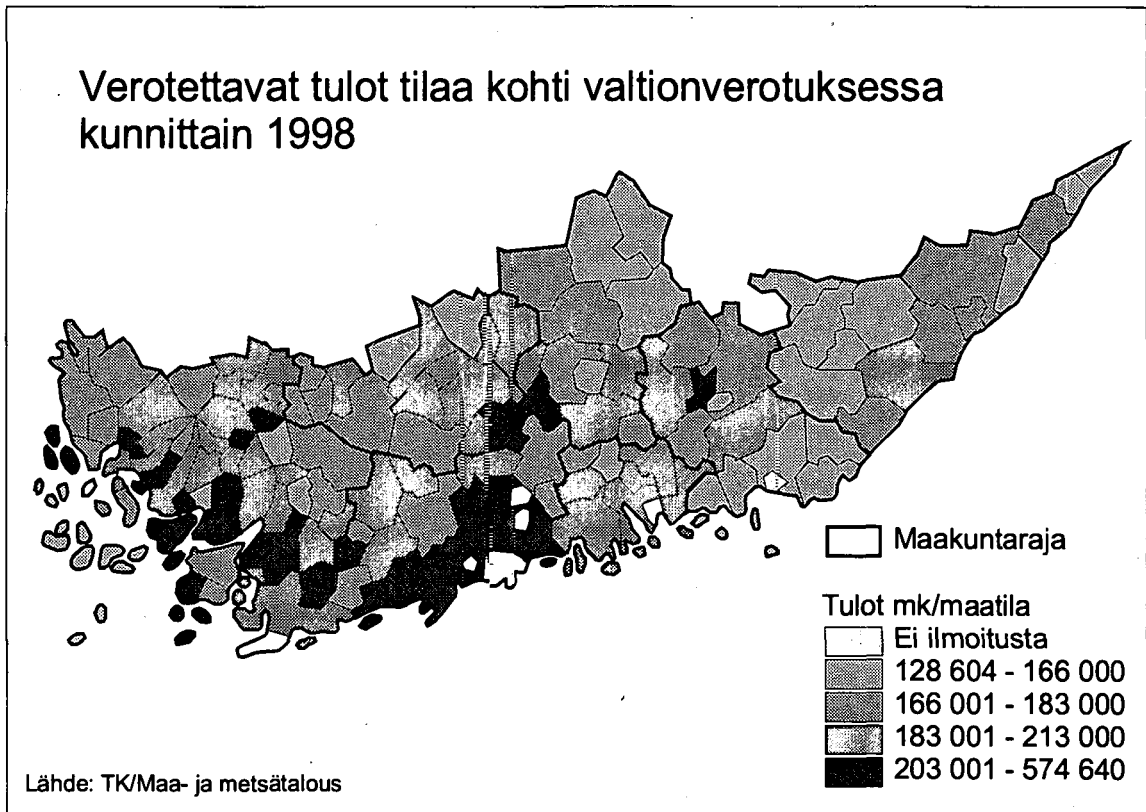 Verotettavat tulot tilaa kohti valtionverotuksessa
kunnittain 1998
Maakuntaraja
Tulot mk/maatila
Ei ilmoitusta
128 604 - 166 000
166 001 - 183 000
183 001 - 213 000
203 001 - 574 640
Lähde: TK/Maa- ja metsätalous